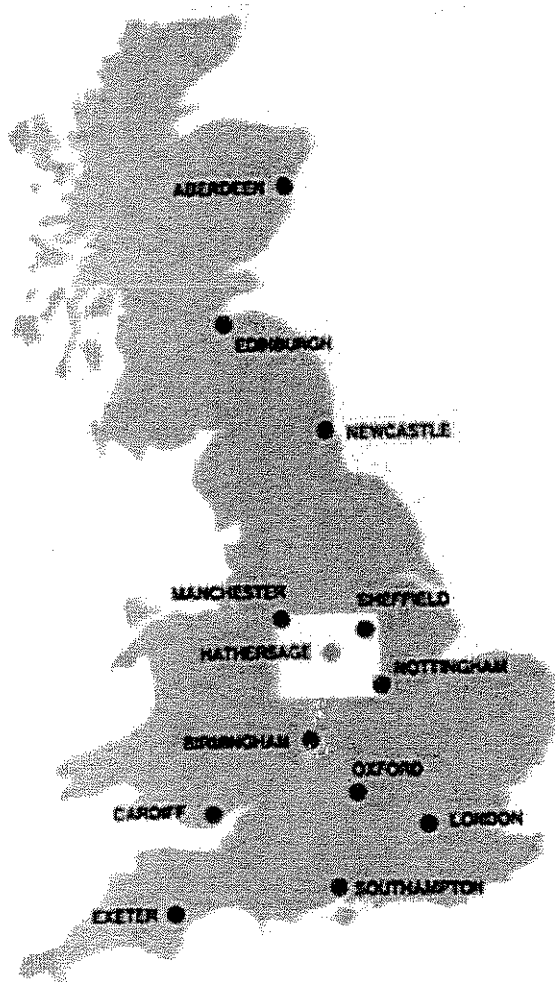 ABERDEEN
EDINBURGH
NEWCASTLE
MANCHESTER
SHEFFIELD
HATHERSAGE
NOTTINGHAM
BIRMINGHAM
OXFORD
CARDIFF
LONDON
SOUTHAMPTON
EXETER